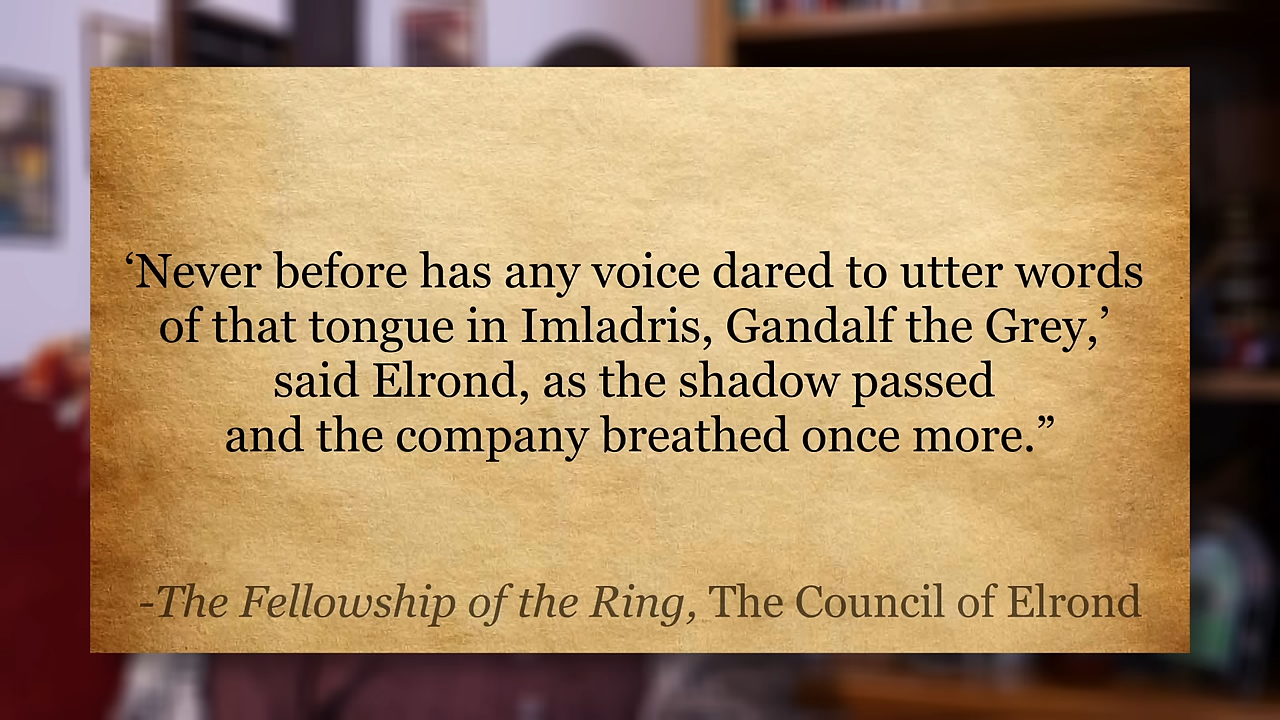 ‘Never before has any voice dared to utter words
of that tongue in Imladris, Gandalf the Grey,’
said Elrond, as the shadow passed
and the company breathed once more.”
-The Fellowship of the Ring, The Council of Elrond